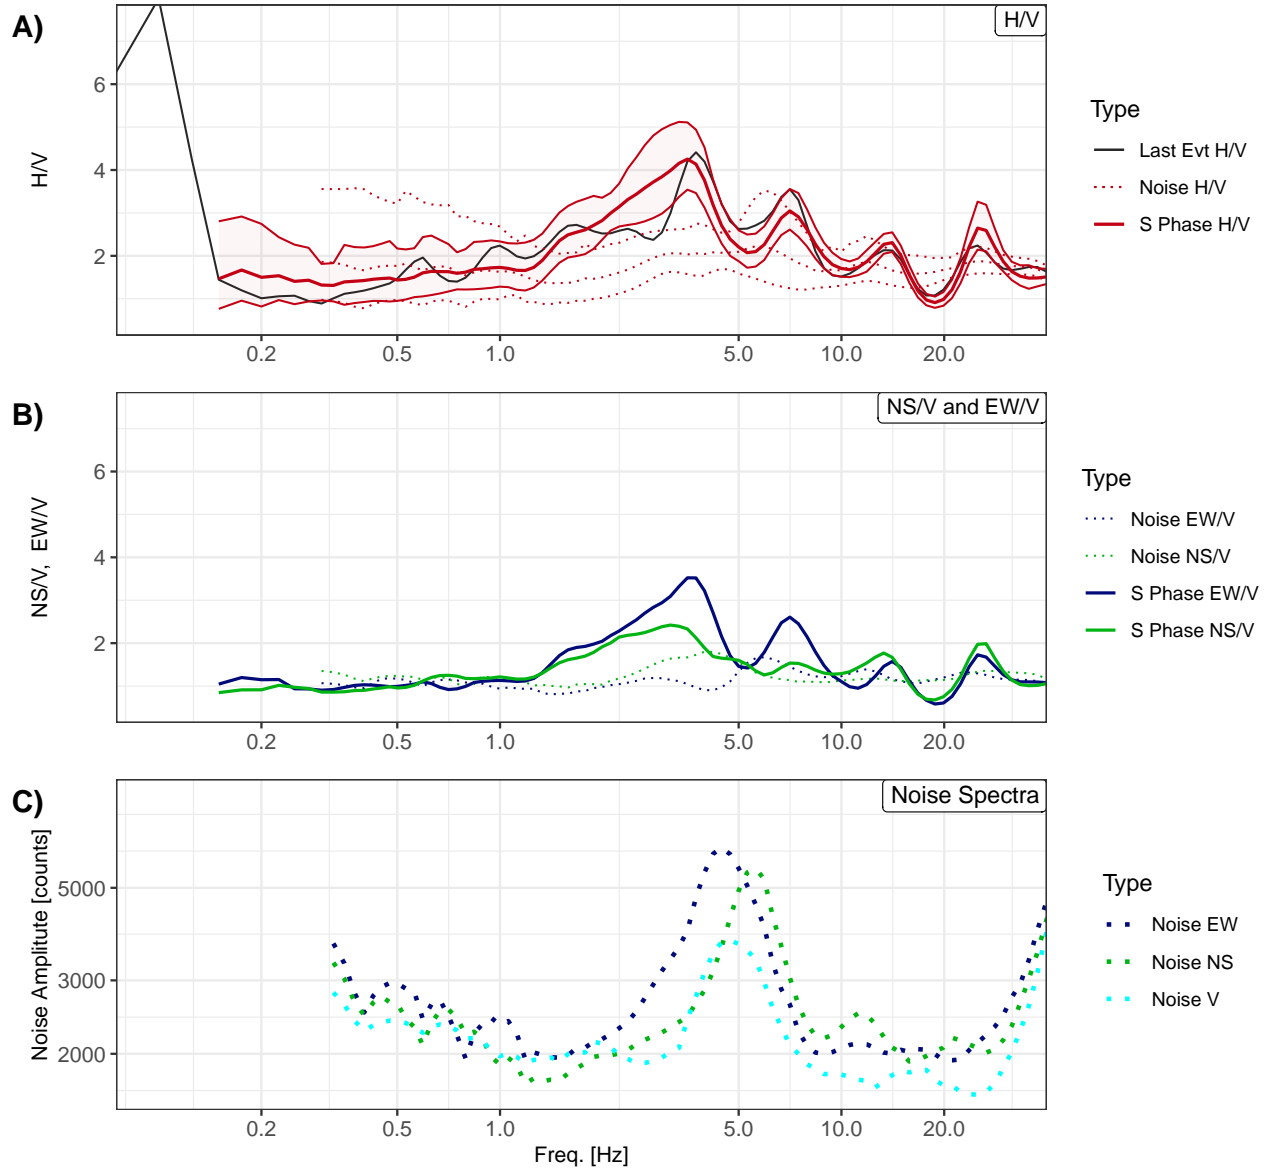 A)
H/V
H/V
6
4
2
0.2 0.5 1.0 5.0 10.0 20.0
Type
Last Evt H/V
Noise H/V
S Phase H/V
B)
NS/V and EW/V
NS/V, EW/V
6
4
2
0.2 0.5 1.0 5.0 10.0 20.0
Type
Noise EW/V
Noise NS/V
S Phase EW/V
S Phase NS/V
C)
Noise Spectra
Noise Amplitute [counts]
5000
3000
2000
0.2 0.5 1.0 5.0 10.0 20.0
Freq. [Hz]
Type
Noise EW
Noise NS
Noise V